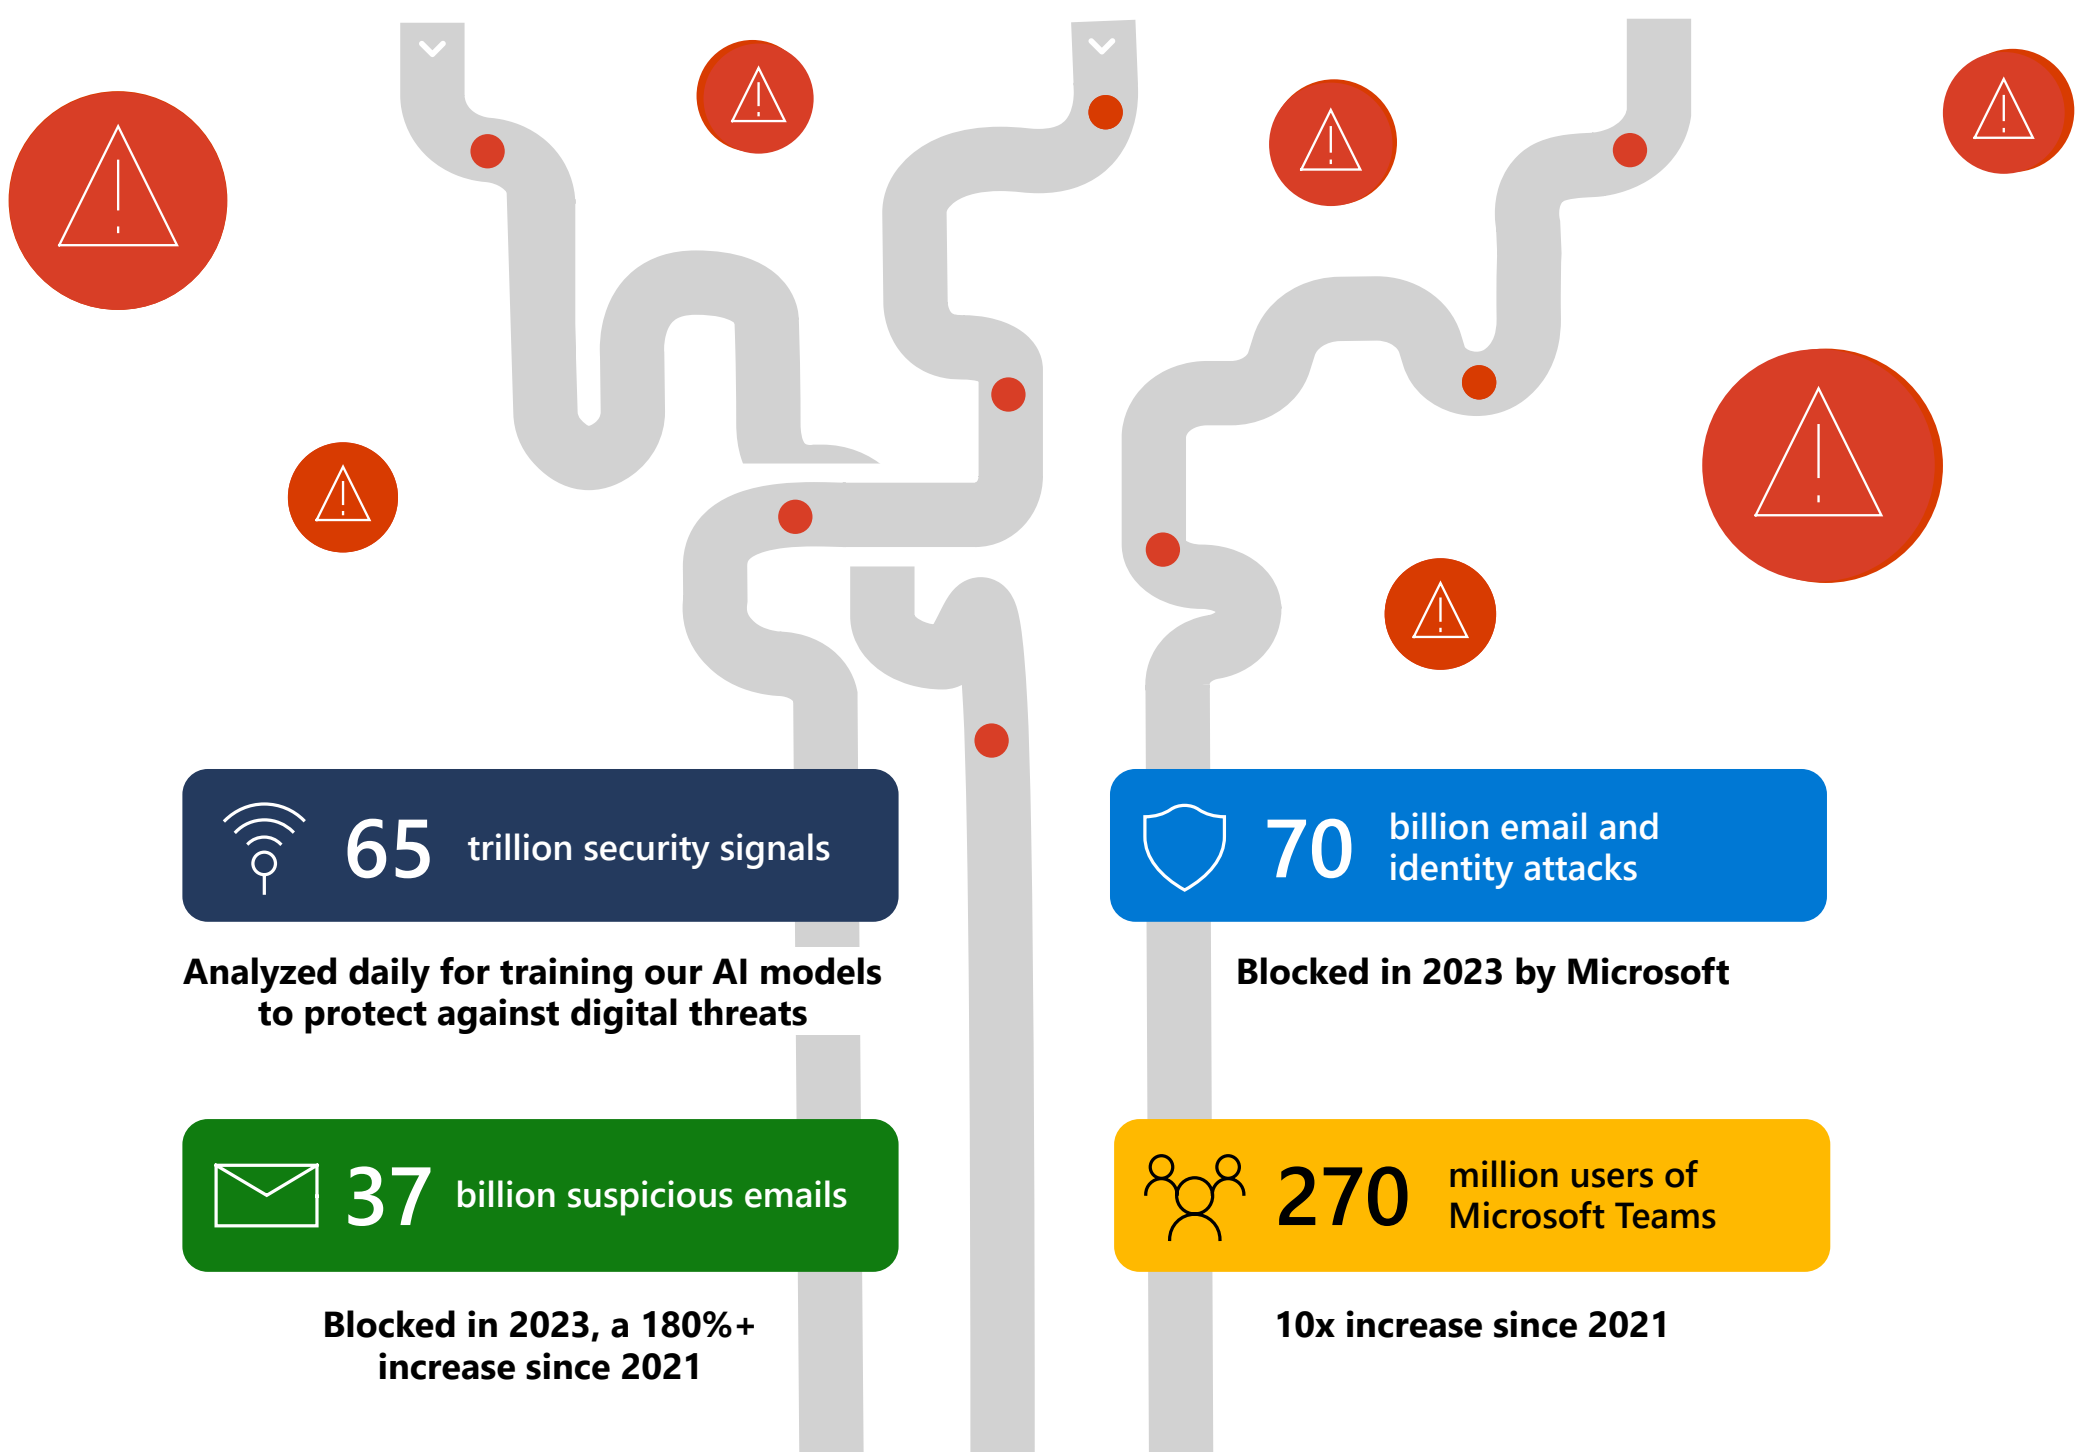 65 trillion security signals
Analyzed daily for training our AI models
to protect against digital threats
70 billion email and
identity attacks
Blocked in 2023 by Microsoft
37 billion suspicious emails
Blocked in 2023, a 180%+
increase since 2021
270 million users of
Microsoft Teams
10x increase since 2021